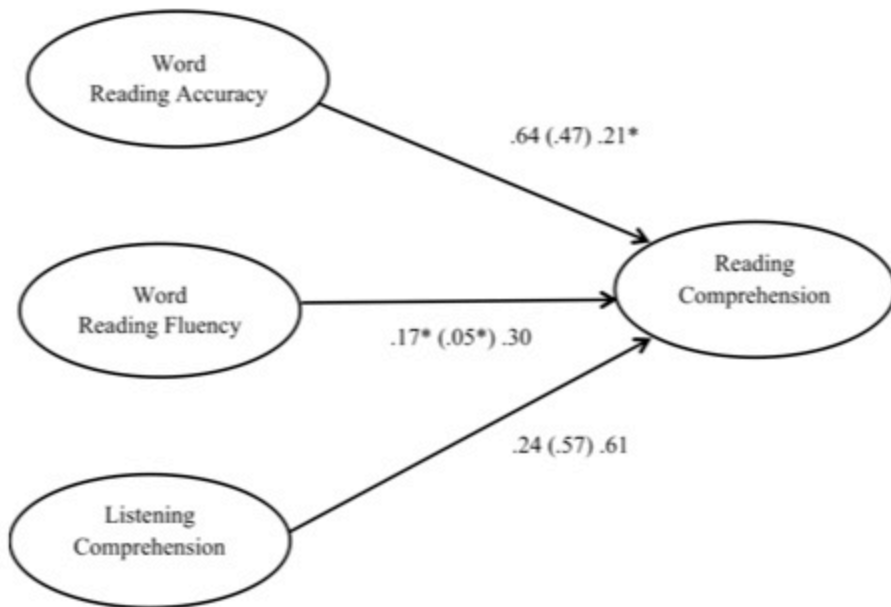 Word
Reading Accuracy
.64 (.47) .21*
Reading
Comprehension
Word
Reading Fluency
.17* (.05*) .30
.24 (.57) .61
Listening
Comprehension